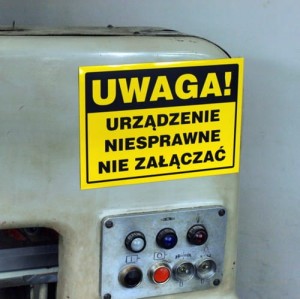 UWAGA!
URZĄDZENIE
NIESPRAWNE
NIE ZAŁĄCZAĆ